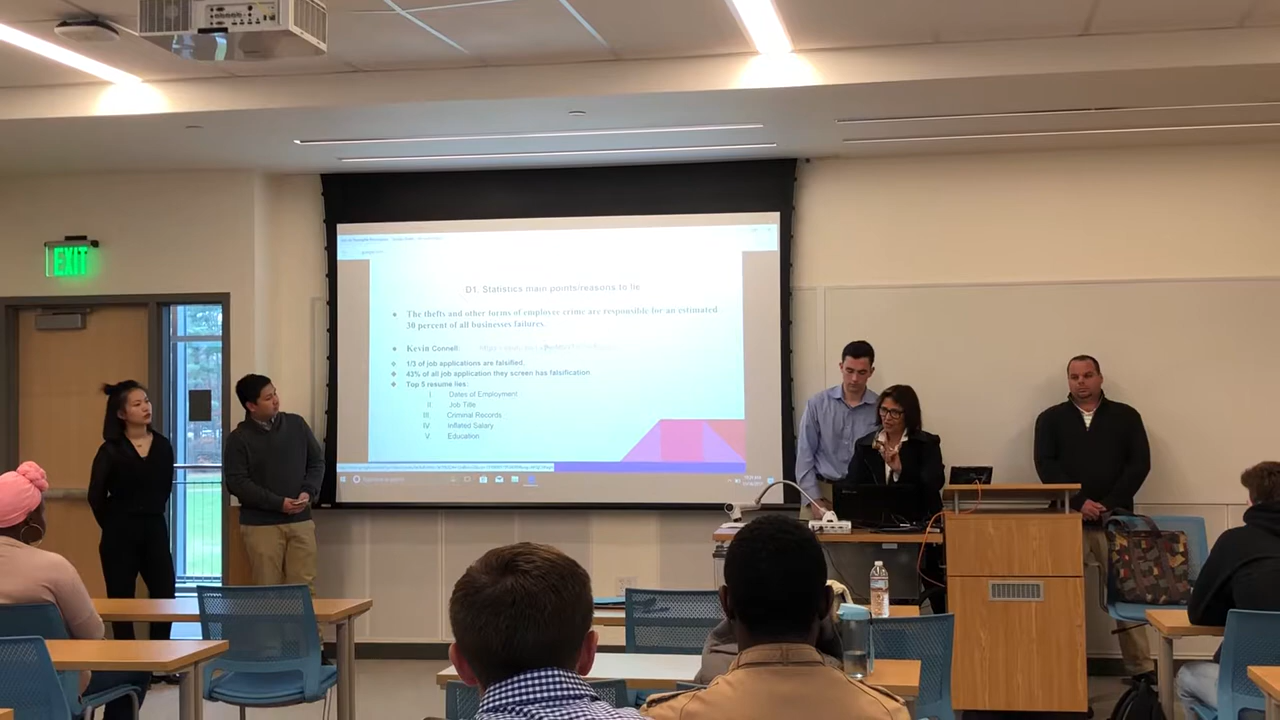 EXIT
D1. Statistics main points/reasons to lie
The thefts and other forms of employee crime are responsible for an estimated
30 percent of all businesses failures.
Kevin Connell:
1/3 of job applications are falsified.
43% of all job application they screen has falsification
Top 5 resume lies:
I Dates of Employment
II Job Title
III. Criminal Records
IV. Inflated Salary
V. Education